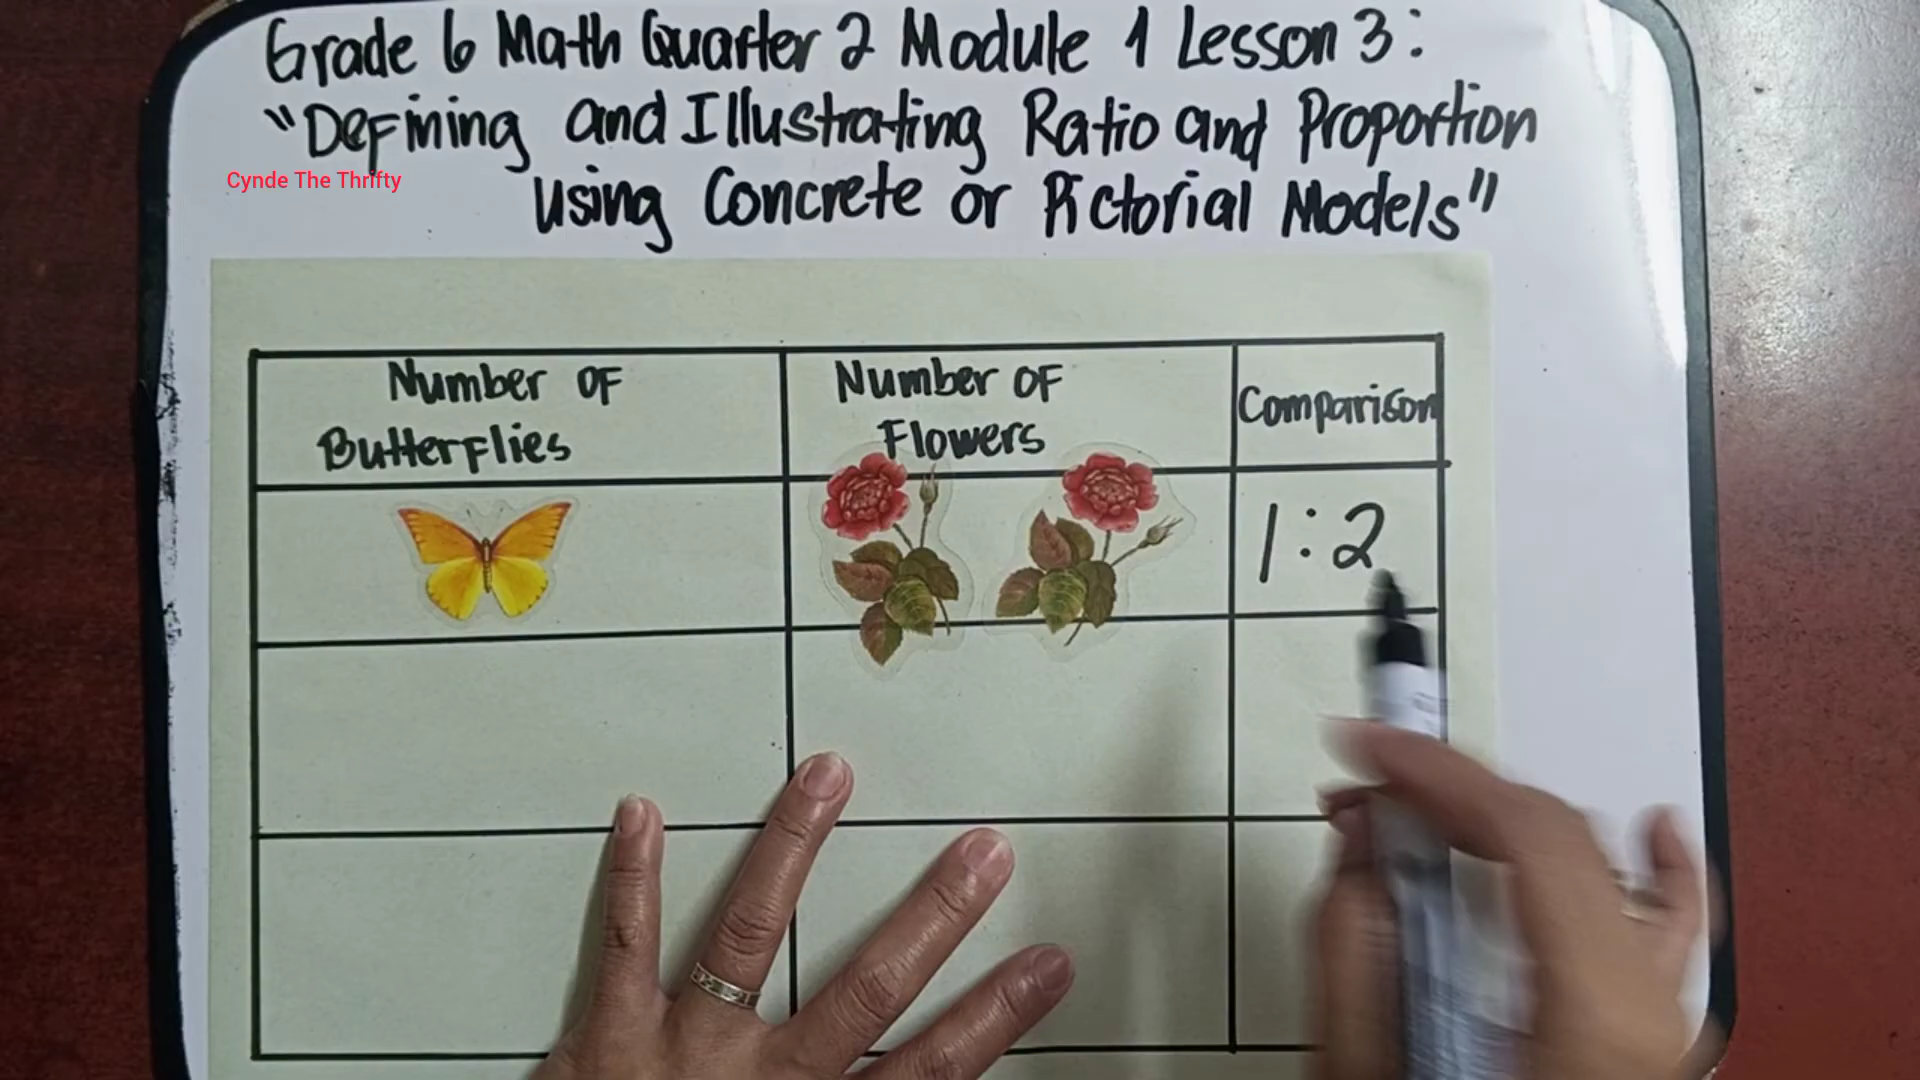 Grade 6 Math Quarter 2 Module 1 Lesson 3:
"Defining and Illustrating Ratio and Proportion
Cynde The Thrifty
Using Concrete or Pictorial Models"
Number of
Butterflies
Number of
Flowers
Comparison
1:2